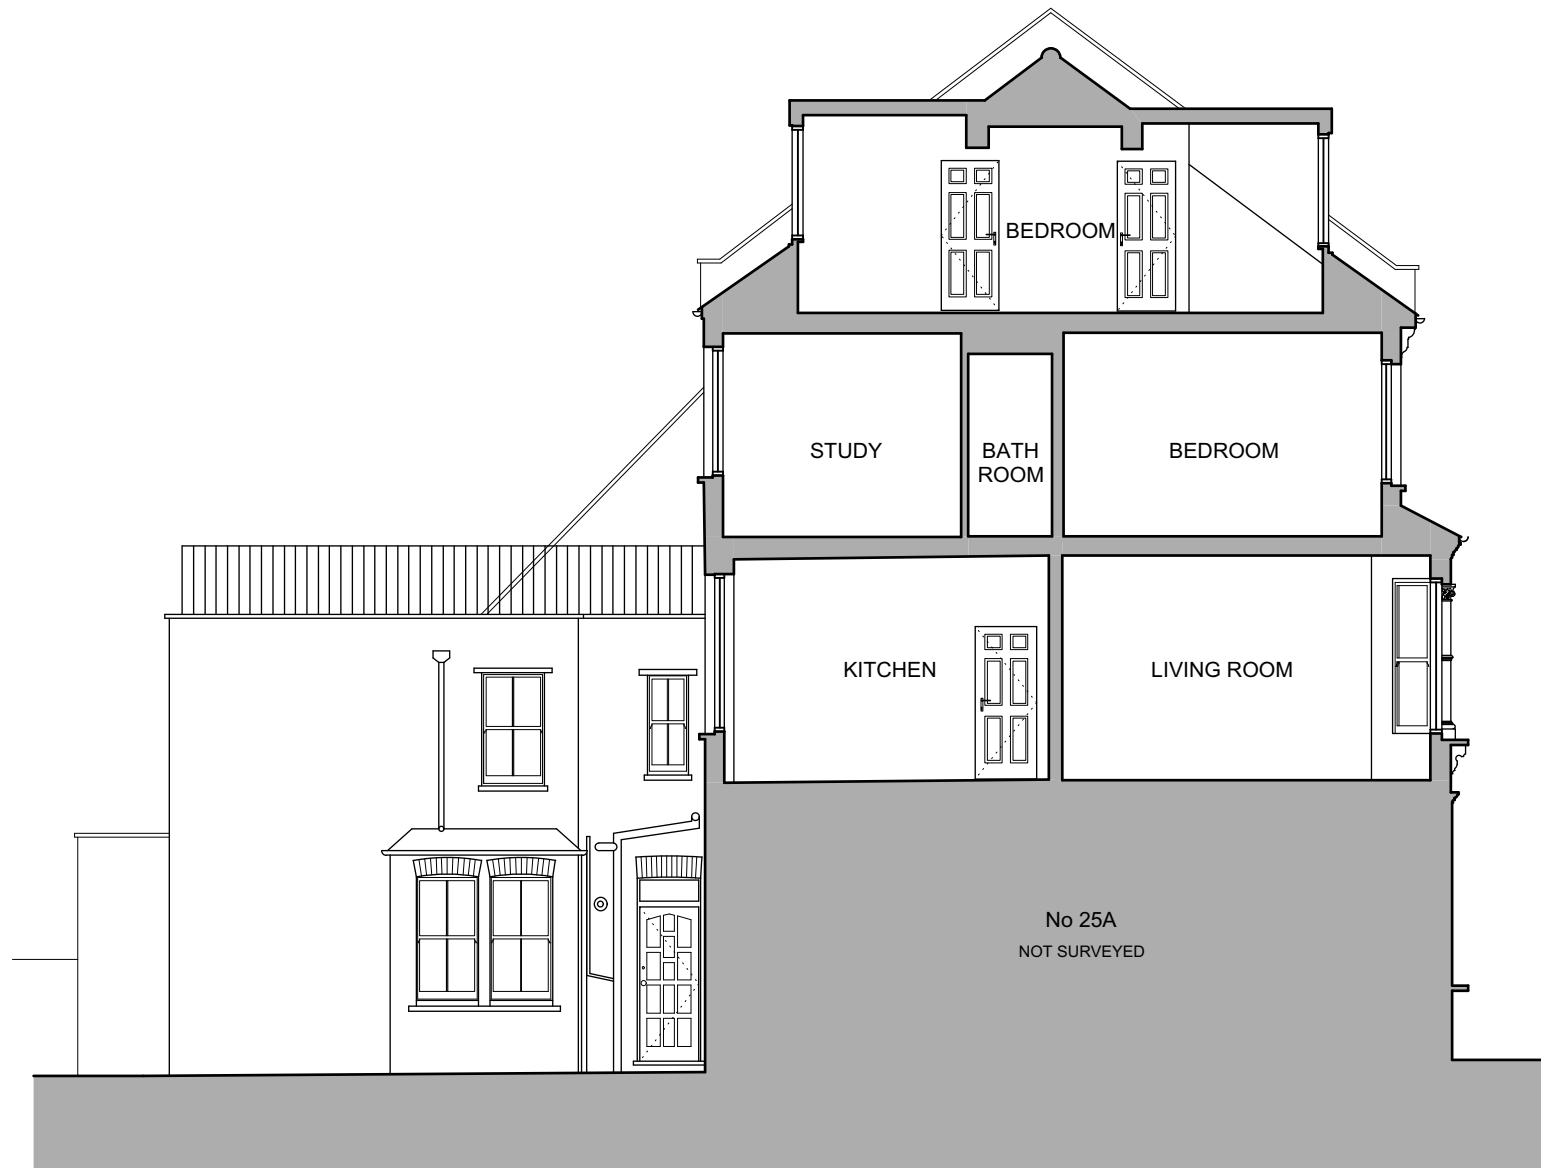 BEDROOM
STUDY
BATH
ROOM
BEDROOM
KITCHEN
LIVING ROOM
No 25A
NOT SURVEYED